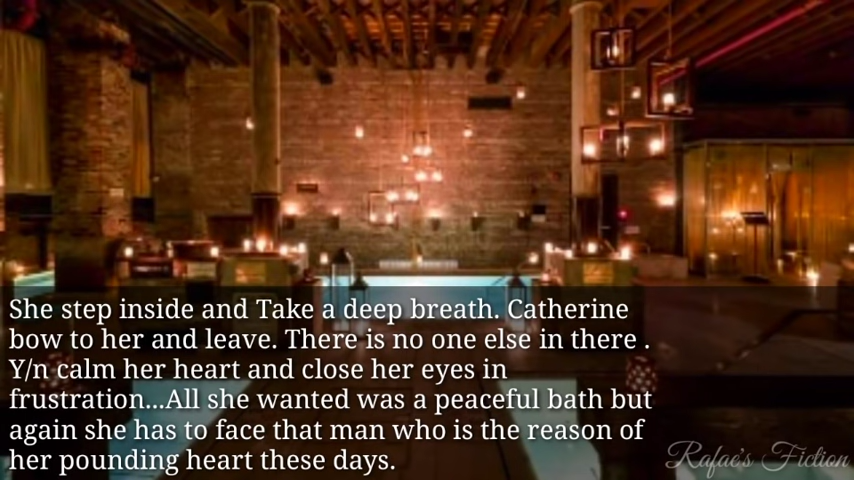 She step inside and Take a deep breath. Catherine
bow to her and leave. There is no one else in there .
Y/n calm her heart and close her eyes in
frustration...All she wanted was a peaceful bath but
again she has to face that man who is the reason of
her pounding heart these days.
Rafae's Fiction